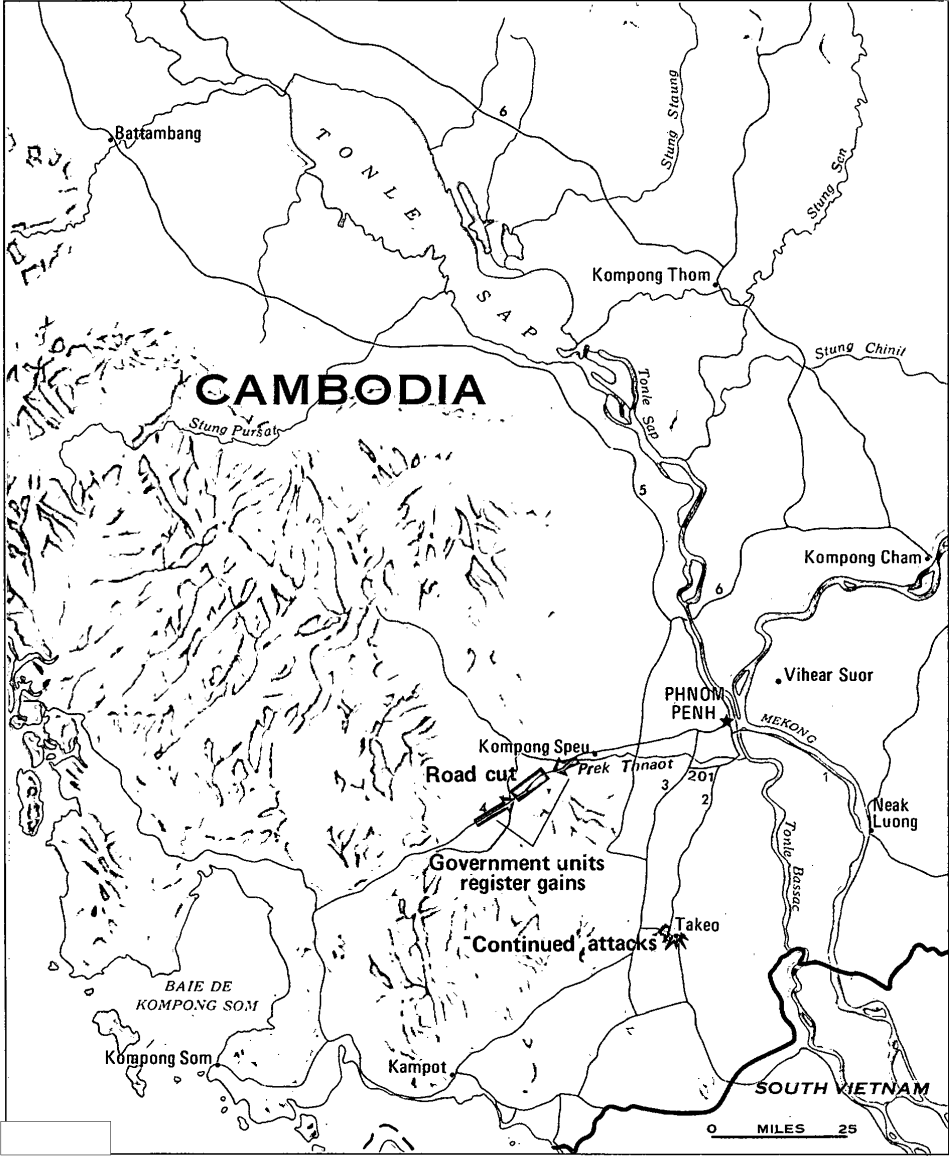 6
Stung Staung
Battambang
TONLE SAP
Stung Sen
Kompong Thom
Stung Chinit
CAMBODIA
Tonle Sap
Stung Pursat
5
Kompong Cham
6
Vihear Suor
PHNOM
PENH
MEKONG
Kompong Speu
Prek Thnaot
Road cut
201
1
3
2
Neak
Luong
Tonle Bassac
Government units
register gains
Takeo
Continued attacks
BAIE DE
KOMPONG SOM
Kompong Som
Kampot
SOUTH VIETNAM
0 MILES 25